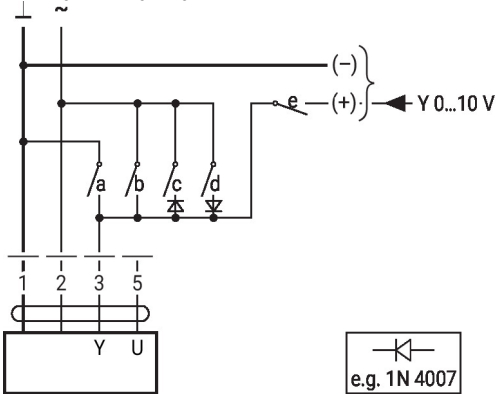 ⊥ ~
(−)
e (+) Y 0...10 V
a b c d
1 2 3 5
Y U
e.g. 1N 4007